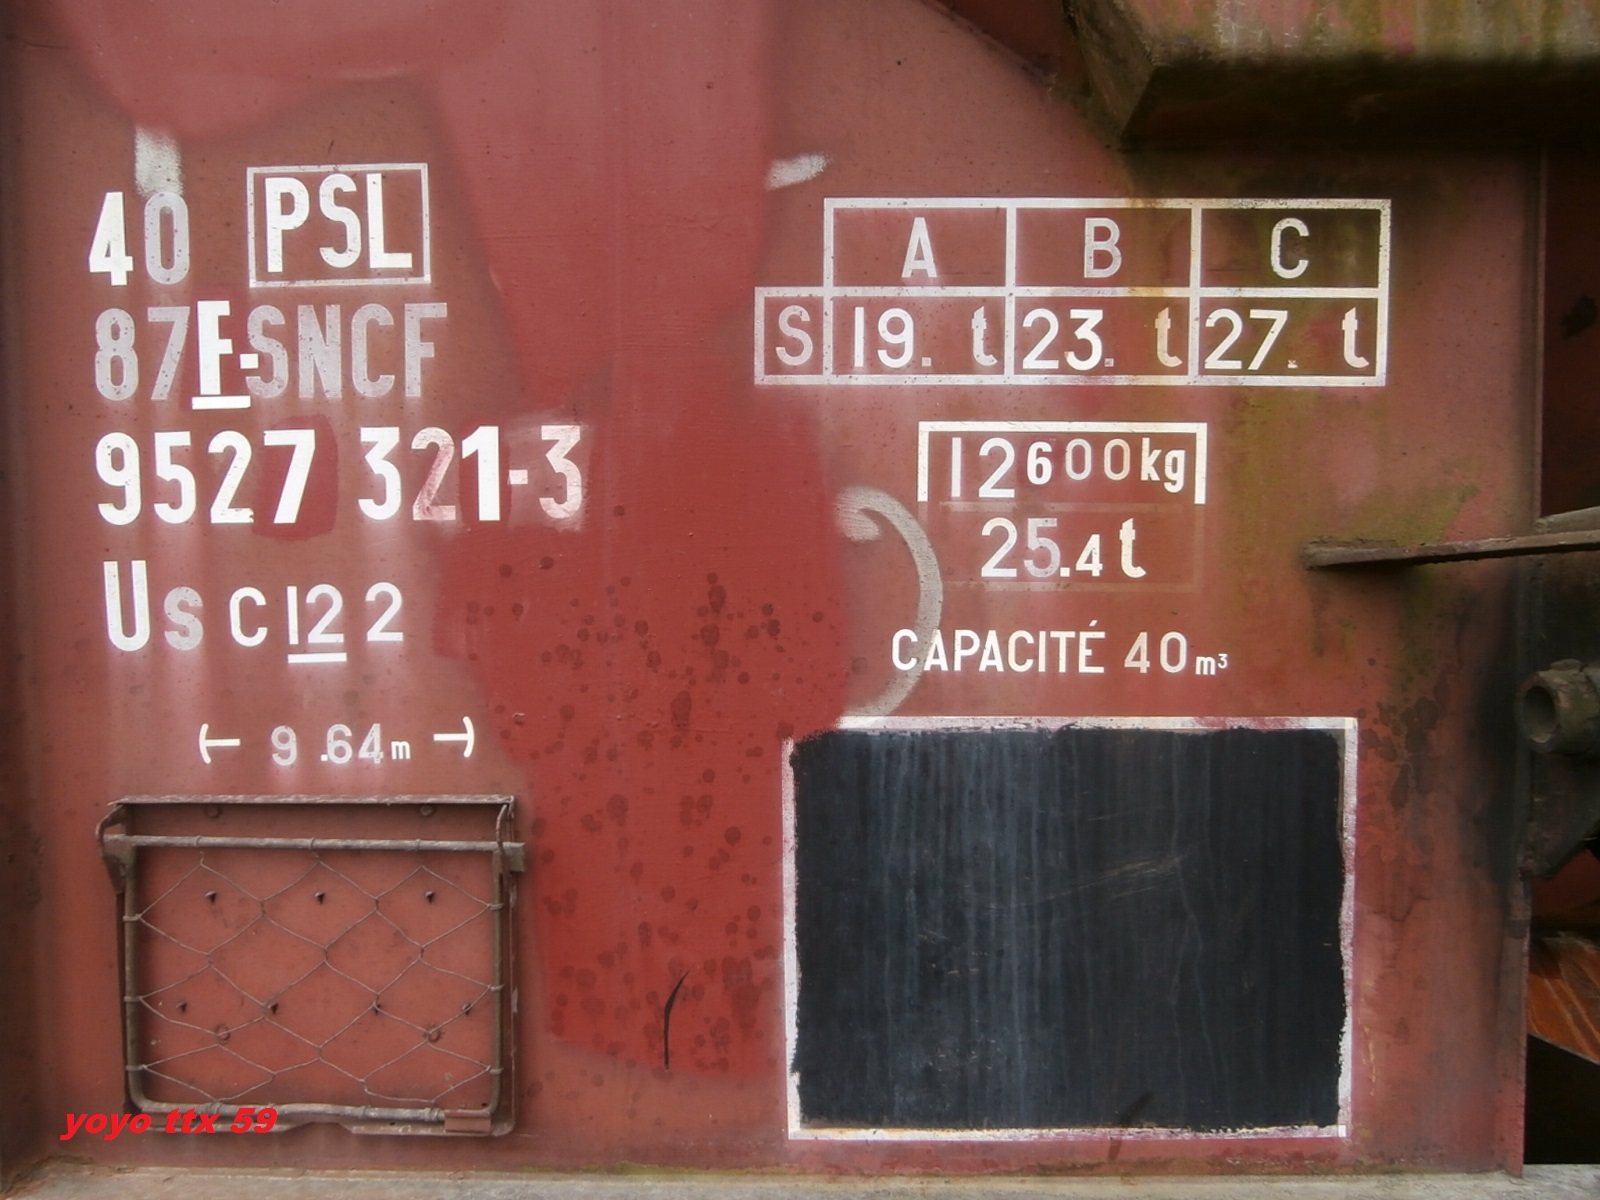 40 PSL
87 F-SNCF
9527 321-3
Us C 12 2
9.64m
A B C
S 19. t 23. t 27. t
12600kg
25.4t
CAPACITÉ 40m³
yoyo ttx 59